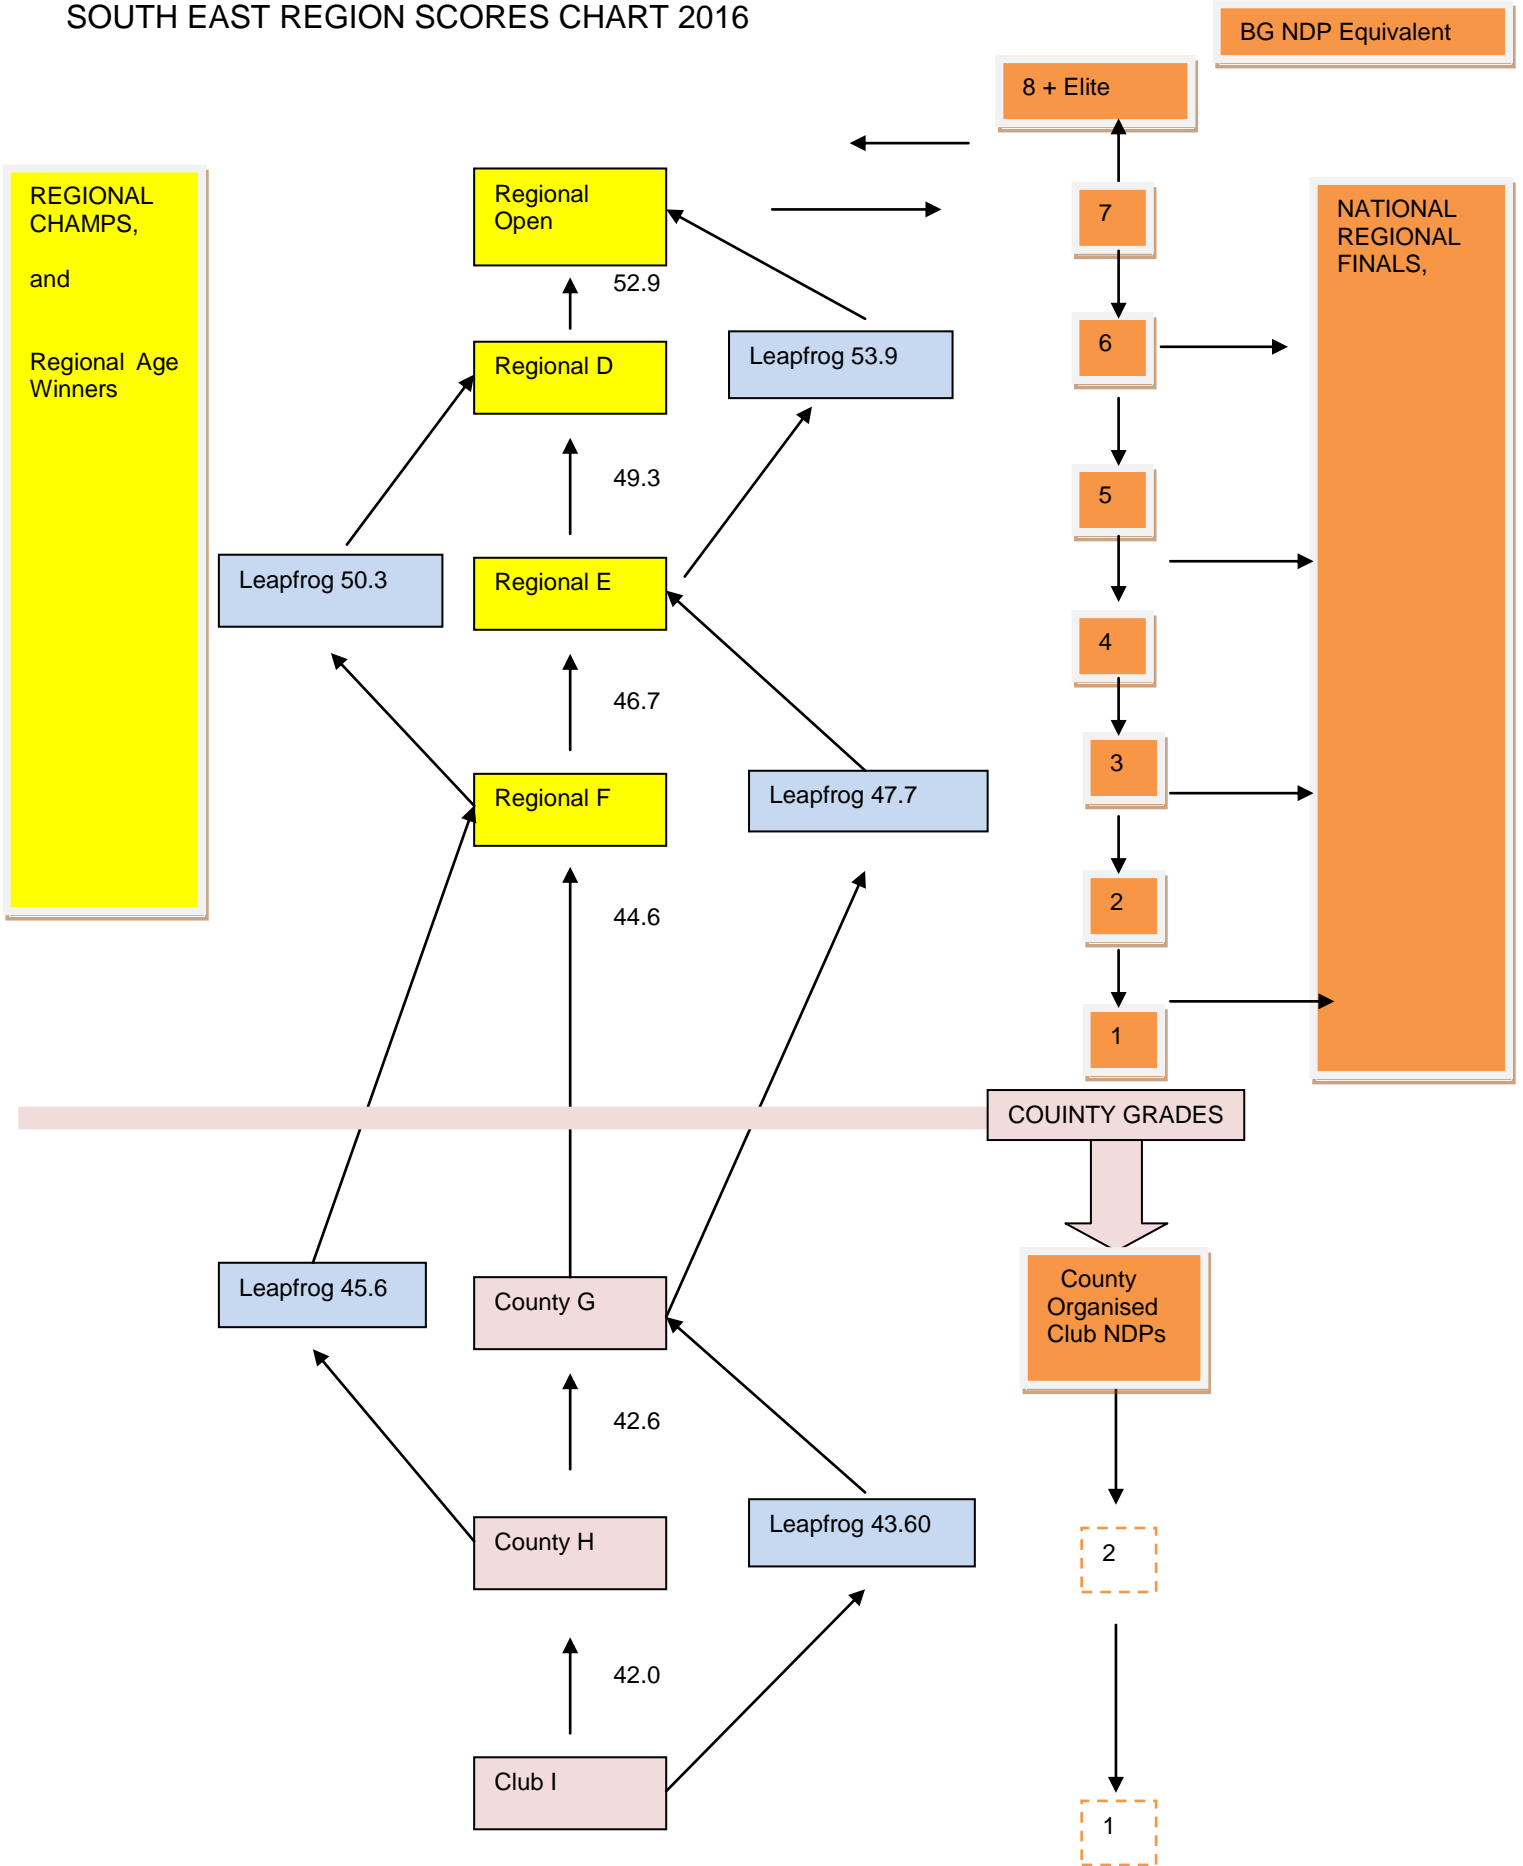 SOUTH EAST REGION SCORES CHART 2016
BG NDP Equivalent
8 + Elite
REGIONAL
CHAMPS,
and
Regional Age
Winners
Regional
Open
7
NATIONAL
REGIONAL
FINALS,
52.9
Regional D
Leapfrog 53.9
6
49.3
5
Leapfrog 50.3
Regional E
4
46.7
3
Regional F
Leapfrog 47.7
2
44.6
1
COUINTY GRADES
Leapfrog 45.6
County G
County
Organised
Club NDPs
42.6
County H
Leapfrog 43.60
2
42.0
Club I
1